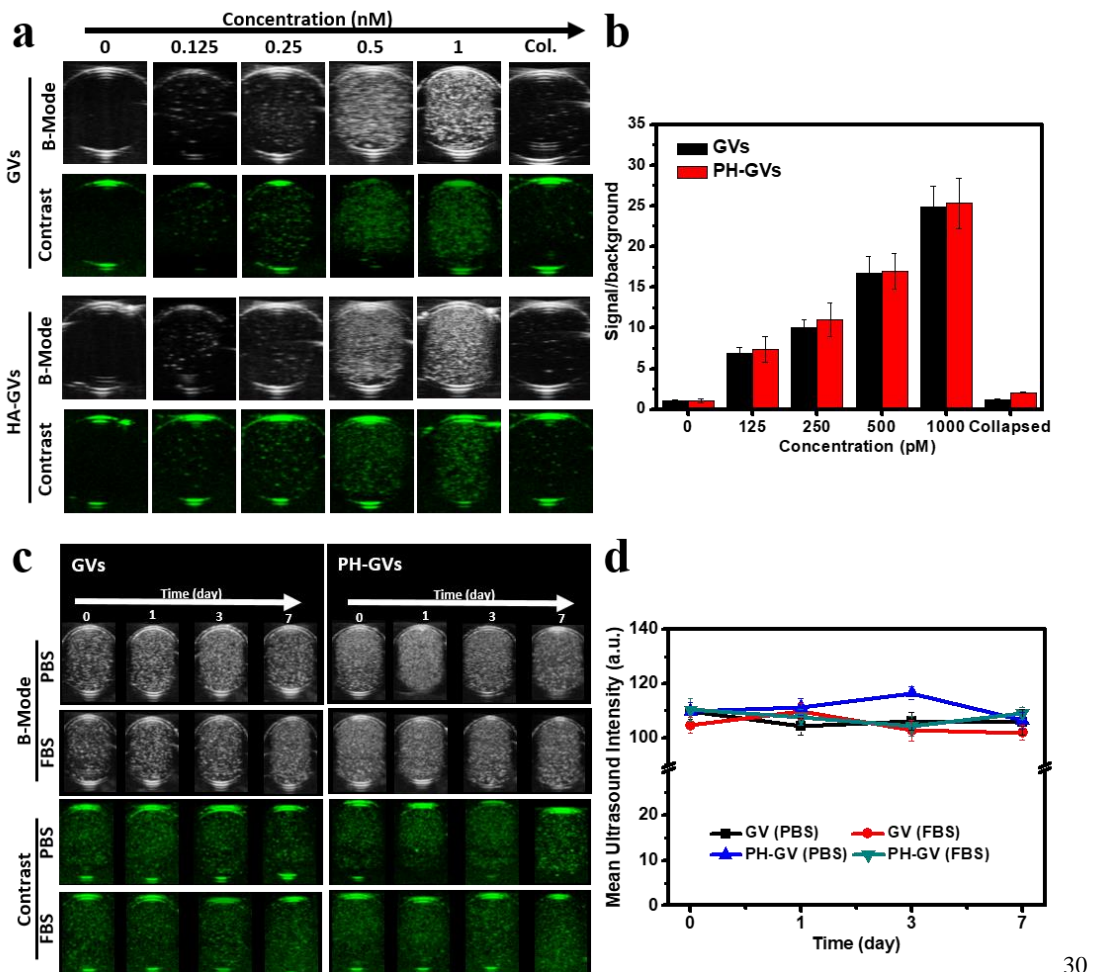 a
Concentration (nM)
0 0.125 0.25 0.5 1 Col.
GVs
B-Mode
Contrast
HA-GVs
B-Mode
Contrast
b
35
30
25
20
15
10
5
0
Signal/background
GVs
PH-GVs
0 125 250 500 1000 Collapsed
Concentration (pM)
c
GVs
Time (day)
0 1 3 7
PH-GVs
Time (day)
0 1 3 7
B-Mode
PBS
FBS
Contrast
PBS
FBS
d
140
120
100
20
10
0
Mean Ultrasound Intensity (a.u.)
GV (PBS) GV (FBS)
PH-GV (PBS) PH-GV (FBS)
0 1 3 7
Time (day)
30